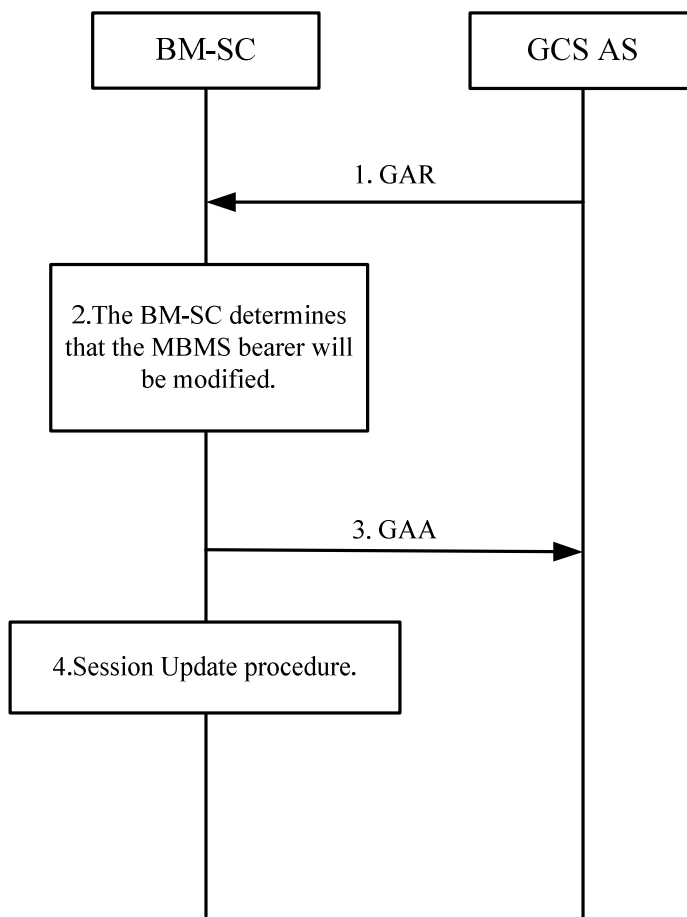 BM-SC
GCS AS
1. GAR
2.The BM-SC determines
that the MBMS bearer will
be modified.
3. GAA
4.Session Update procedure.